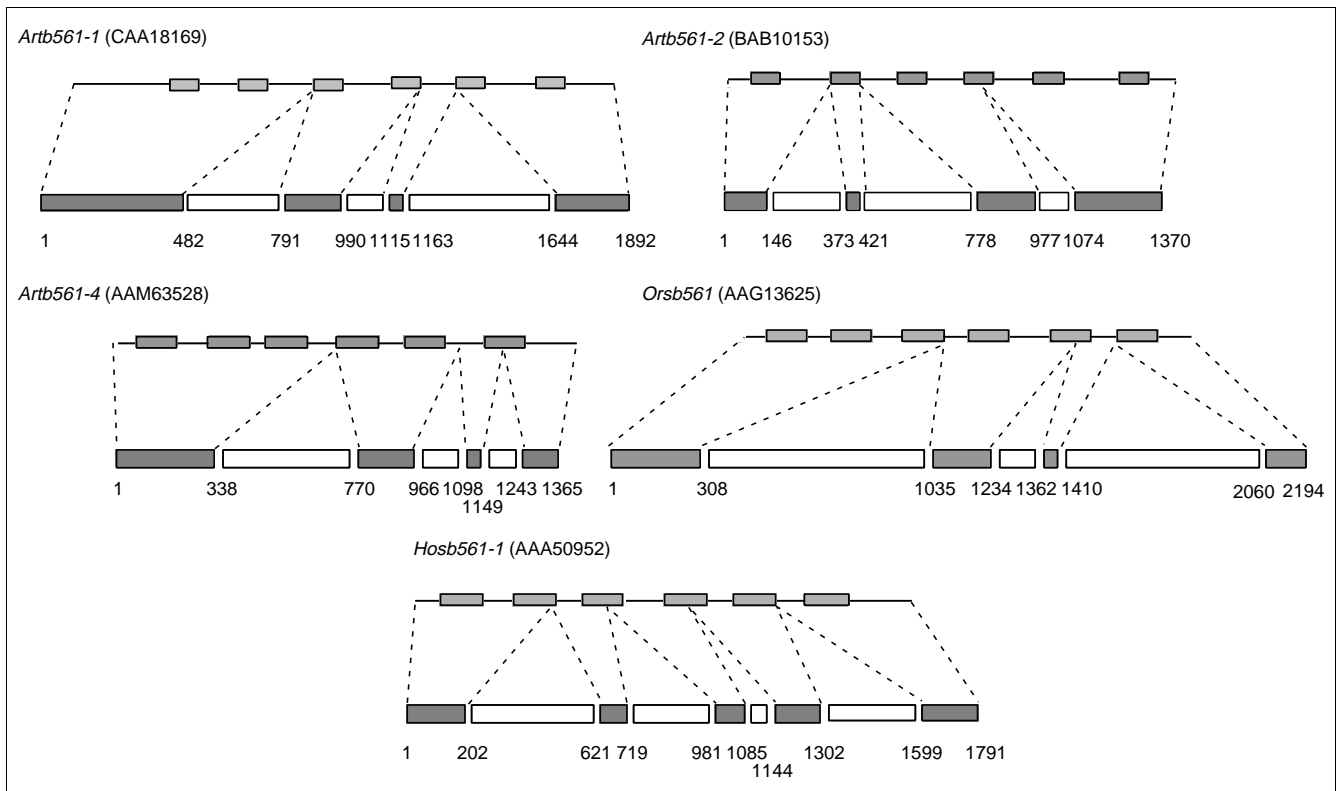 Artb561-1 (CAA18169)
1 482 791 990 1115 1163 1644 1892
Artb561-2 (BAB10153)
1 146 373 421 778 977 1074 1370
Artb561-4 (AAM63528)
1 338 770 966 1098 1149 1243 1365
Orsb561 (AAG13625)
1 308 1035 1234 1362 1410 2060 2194
Hosb561-1 (AAA50952)
1 202 621 719 981 1085 1144 1302 1599 1791